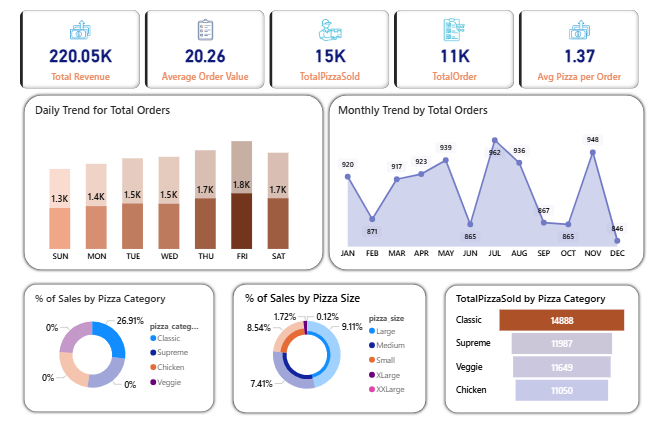 220.05K
Total Revenue
20.26
Average Order Value
15K
TotalPizzaSold
11K
TotalOrder
1.37
Avg Pizza per Order
Daily Trend for Total Orders
1.3K
1.4K
1.5K
1.5K
1.7K
1.8K
1.7K
SUN MON TUE WED THU FRI SAT
Monthly Trend by Total Orders
920
871
917
923
939
865
962
936
867
865
948
846
JAN FEB MAR APR MAY JUN JUL AUG SEP OCT NOV DEC
% of Sales by Pizza Category
26.91%
0%
0%
0%
pizza_categ...
Classic
Supreme
Chicken
Veggie
% of Sales by Pizza Size
1.72%
0.12%
8.54%
9.11%
7.41%
pizza_size
Large
Medium
Small
XLarge
XXLarge
TotalPizzaSold by Pizza Category
Classic 14888
Supreme 11987
Veggie 11649
Chicken 11050